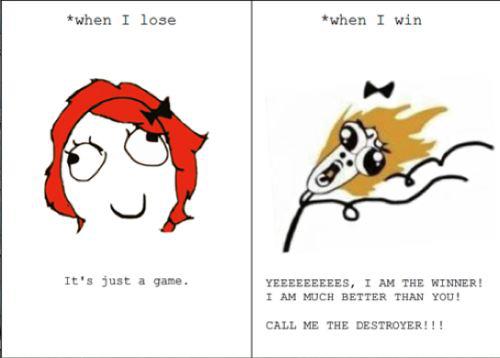 *when I lose
It's just a game.
*when I win
YEEEEEEEEES, I AM THE WINNER!
I AM MUCH BETTER THAN YOU!
CALL ME THE DESTROYER!!!